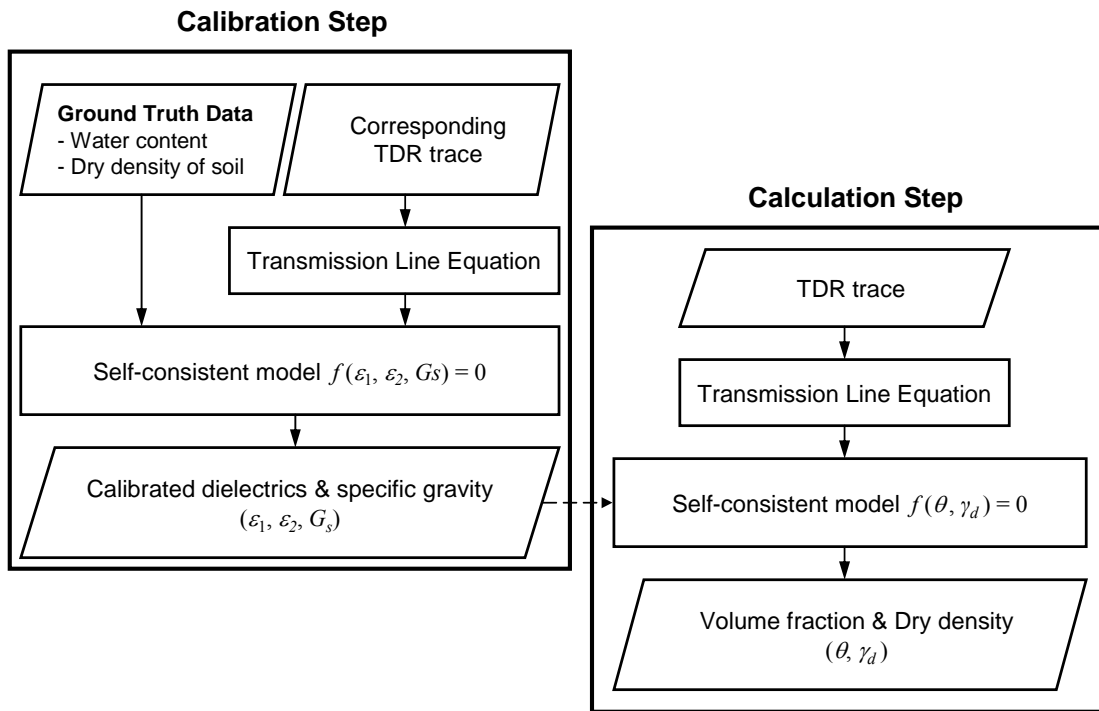 Calibration Step
Ground Truth Data
- Water content
- Dry density of soil
Corresponding
TDR trace
Transmission Line Equation
Self-consistent model f(ε₁, ε₂, Gs) = 0
Calibrated dielectrics & specific gravity
(ε₁, ε₂, Gₛ)
Calculation Step
TDR trace
Transmission Line Equation
Self-consistent model f(θ, γ_d) = 0
Volume fraction & Dry density
(θ, γ_d)